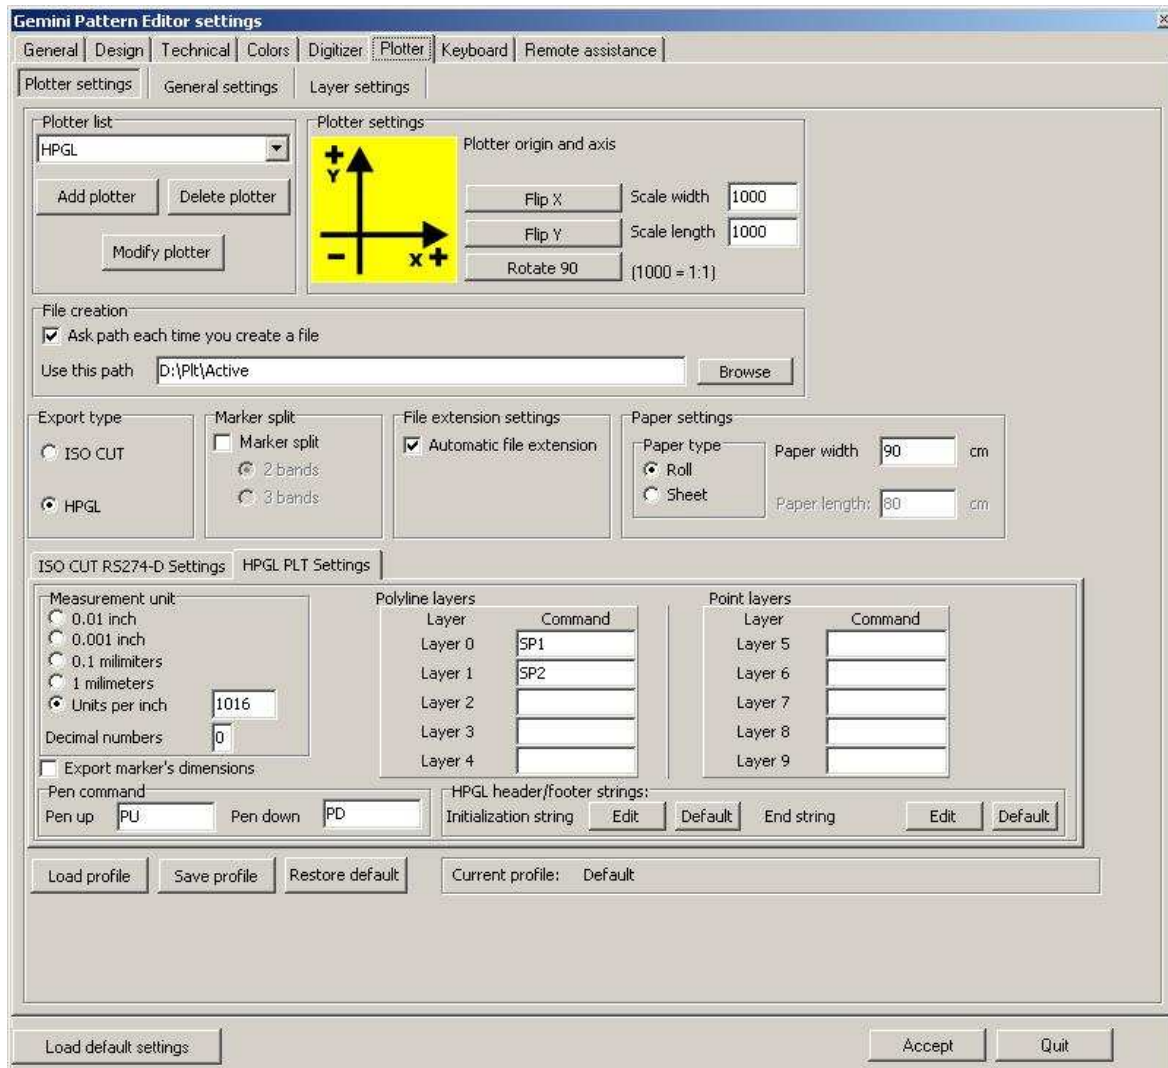 Gemini Pattern Editor settings
General Design Technical Colors Digitizer Plotter Keyboard Remote assistance
Plotter settings General settings Layer settings
Plotter list
HPGL
Add plotter Delete plotter
Modify plotter
Plotter settings
+ Y
- X +
Plotter origin and axis
Flip X Scale width 1000
Flip Y Scale length 1000
Rotate 90 (1000 = 1:1)
File creation
Ask path each time you create a file
Use this path D:\Plt\Active Browse
Export type
ISO CUT
HPGL
Marker split
Marker split
2 bands
3 bands
File extension settings
Automatic file extension
Paper settings
Paper type
Roll
Sheet
Paper width 90 cm
Paper length: 80 cm
ISO CUT RS274-D Settings HPGL PLT Settings
Measurement unit
0.01 inch
0.001 inch
0.1 milimiters
1 milimeters
Units per inch 1016
Decimal numbers 0
Export marker's dimensions
Polyline layers
Layer Command
Layer 0 SP1
Layer 1 SP2
Layer 2
Layer 3
Layer 4
Point layers
Layer Command
Layer 5
Layer 6
Layer 7
Layer 8
Layer 9
Pen command
Pen up PU Pen down PD
HPGL header/footer strings:
Initialization string Edit Default End string Edit Default
Load profile Save profile Restore default Current profile: Default
Load default settings Accept Quit